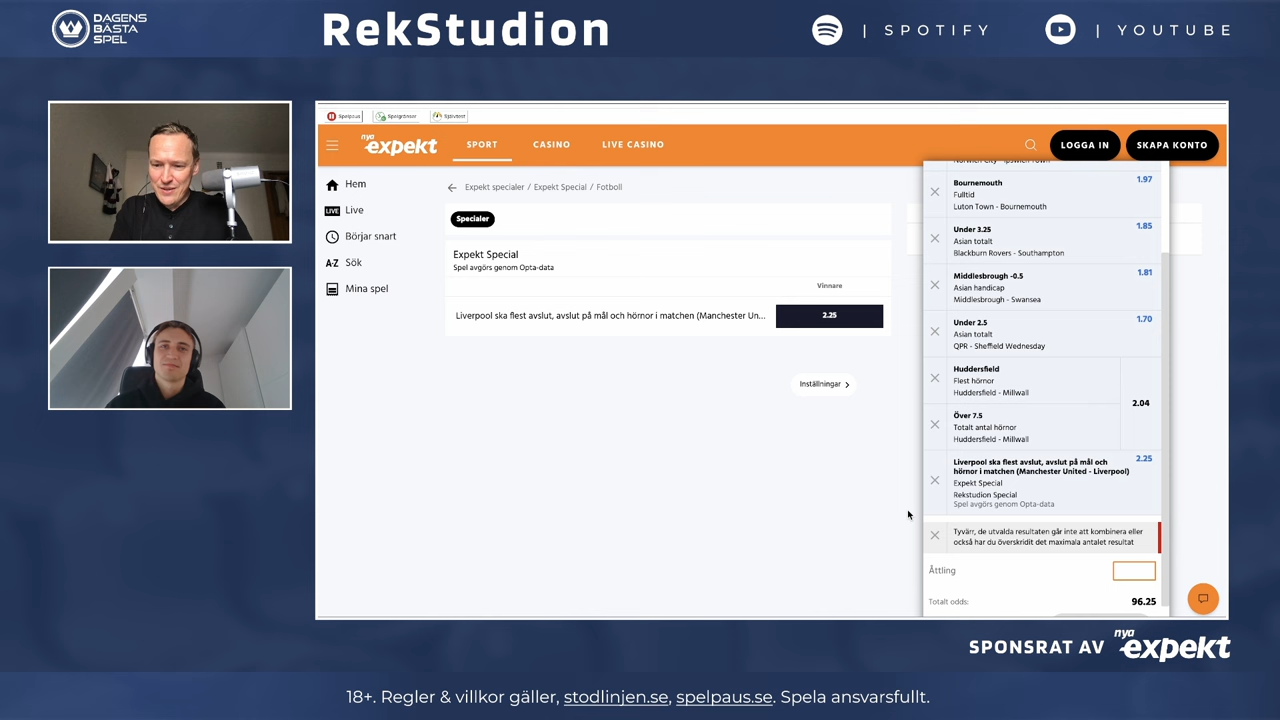 DAGENS
BÄSTA
SPEL
RekStudion
| SPOTIFY
| YOUTUBE
Spelpaus
Spelgränser
Självtest
nya
expekt
SPORT
CASINO
LIVE CASINO
LOGGA IN
SKAPA KONTO
Hem
LIVE Live
Börjar snart
A-Z Sök
Mina spel
Expekt specialer / Expekt Special / Fotboll
Specialer
Expekt Special
Spel avgörs genom Opta-data
Vinnare
Liverpool ska flest avslut, avslut på mål och hörnor i matchen (Manchester Un...
2.25
Inställningar
Norwich City - Ipswich Town
Bournemouth 1.97
Fulltid
Luton Town - Bournemouth
Under 3.25 1.85
Asian totalt
Blackburn Rovers - Southampton
Middlesbrough -0.5 1.81
Asian handicap
Middlesbrough - Swansea
Under 2.5 1.70
Asian totalt
QPR - Sheffield Wednesday
Huddersfield
Flest hörnor
Huddersfield - Millwall
2.04
Över 7.5
Totalt antal hörnor
Huddersfield - Millwall
Liverpool ska flest avslut, avslut på mål och 2.25
hörnor i matchen (Manchester United - Liverpool)
Expekt Special
Rekstudion Special
Spel avgörs genom Opta-data
Tyvärr, de utvalda resultaten går inte att kombinera eller
också har du överskridit det maximala antalet resultat
Åttling
Totalt odds: 96.25
SPONSRAT AV nya expekt
18+. Regler & villkor gäller, stodlinjen.se, spelpaus.se. Spela ansvarsfullt.